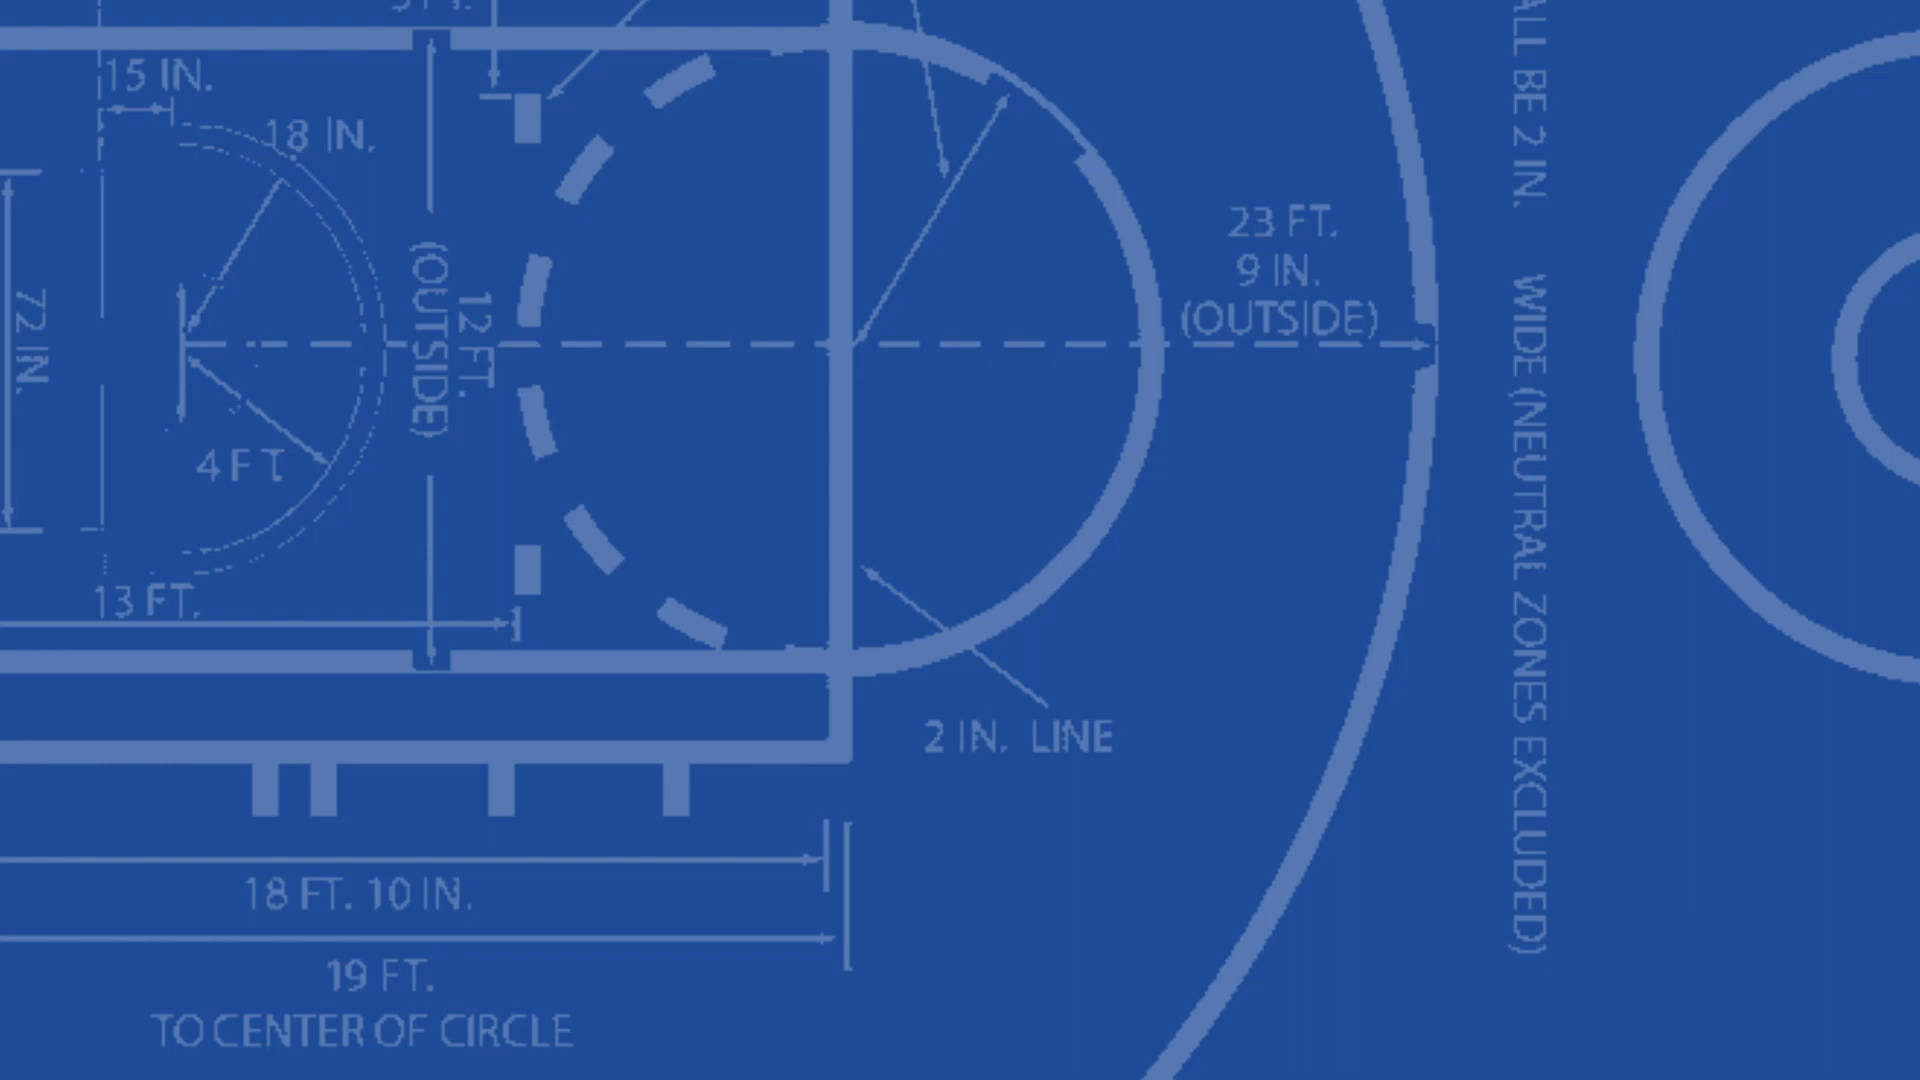 15 IN.
18 IN.
72 IN.
12 FT.
(OUTSIDE)
4 FT
13 FT.
23 FT.
9 IN.
(OUTSIDE)
2 IN. LINE
18 FT. 10 IN.
19 FT.
TO CENTER OF CIRCLE
ALL BE 2 IN. WIDE (NEUTRAL ZONES EXCLUDED)